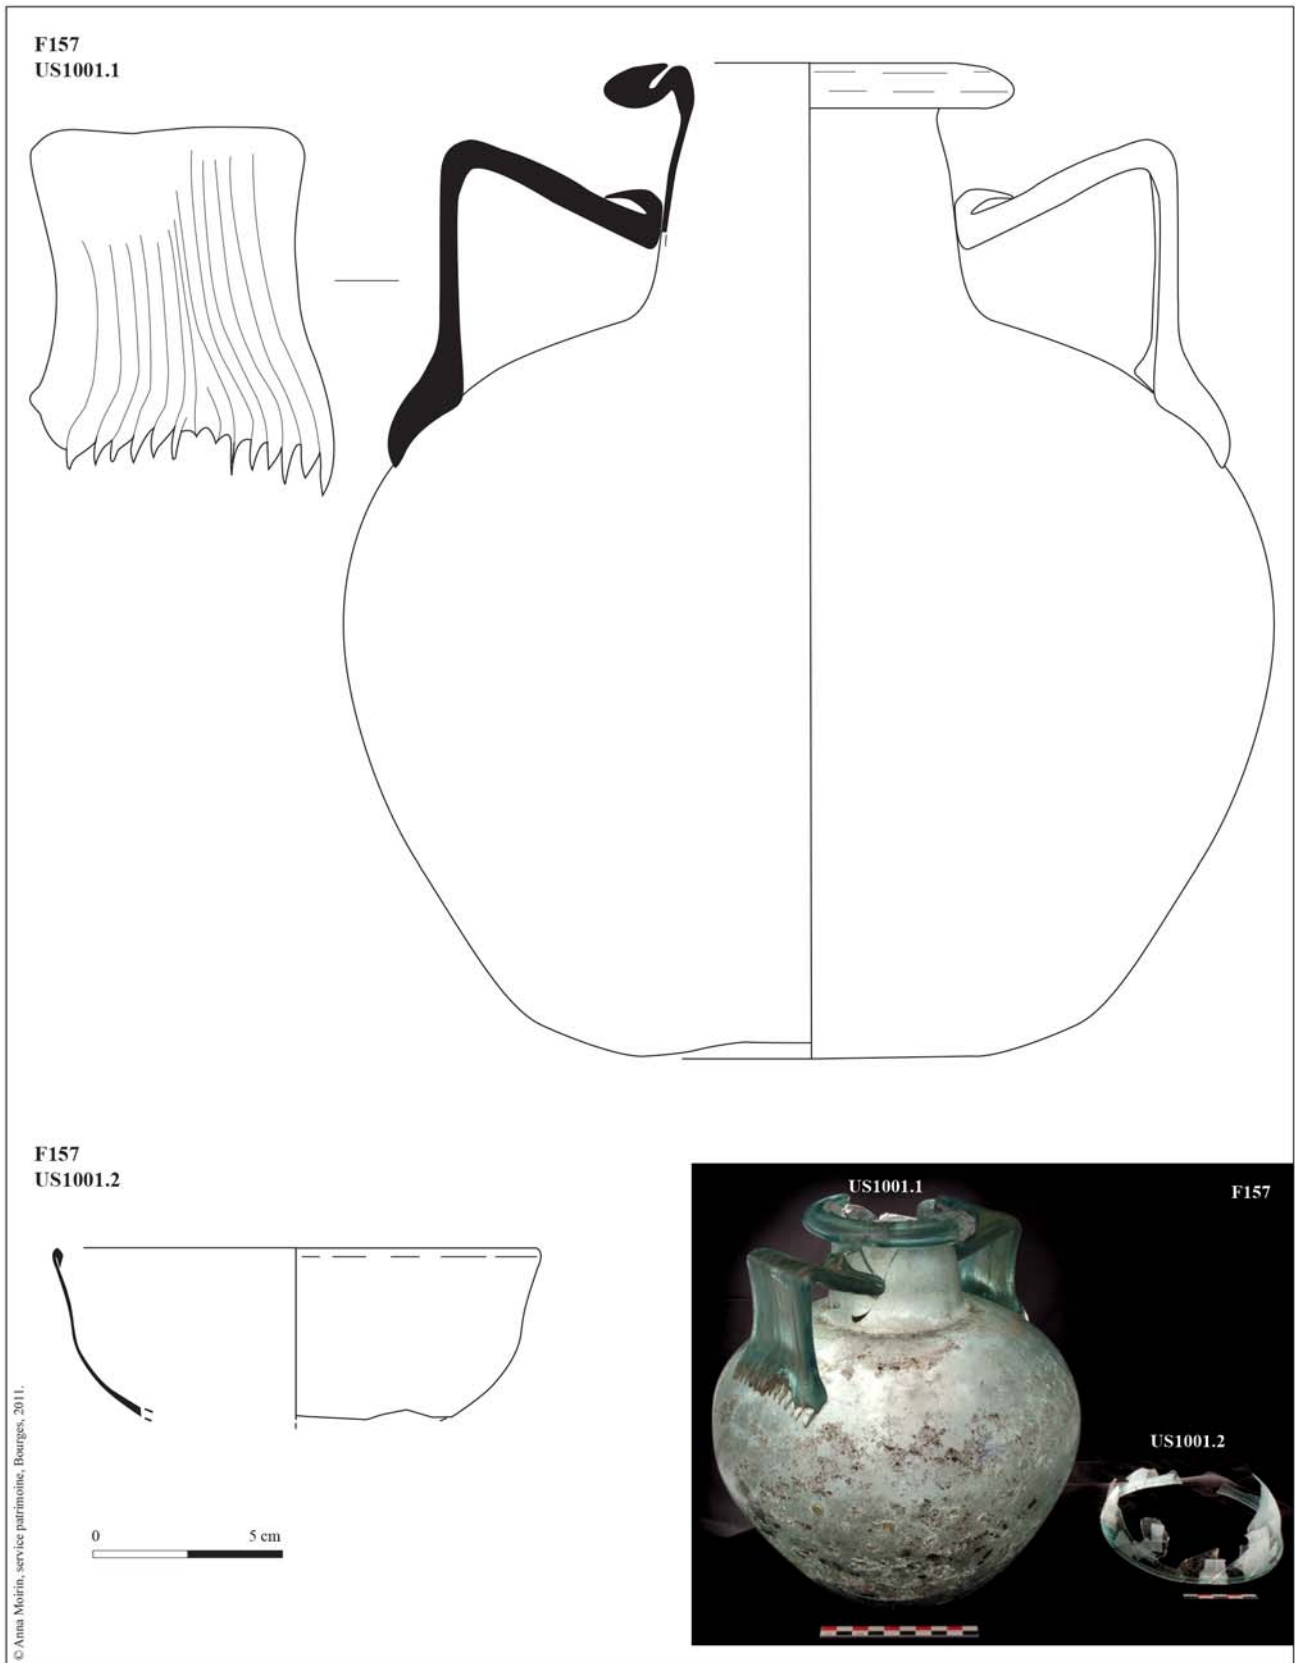 F157
US1001.1
F157
US1001.2
US1001.1
F157
US1001.2
0 5 cm
© Anna Moirin, service patrimoine, Bourges, 2011.